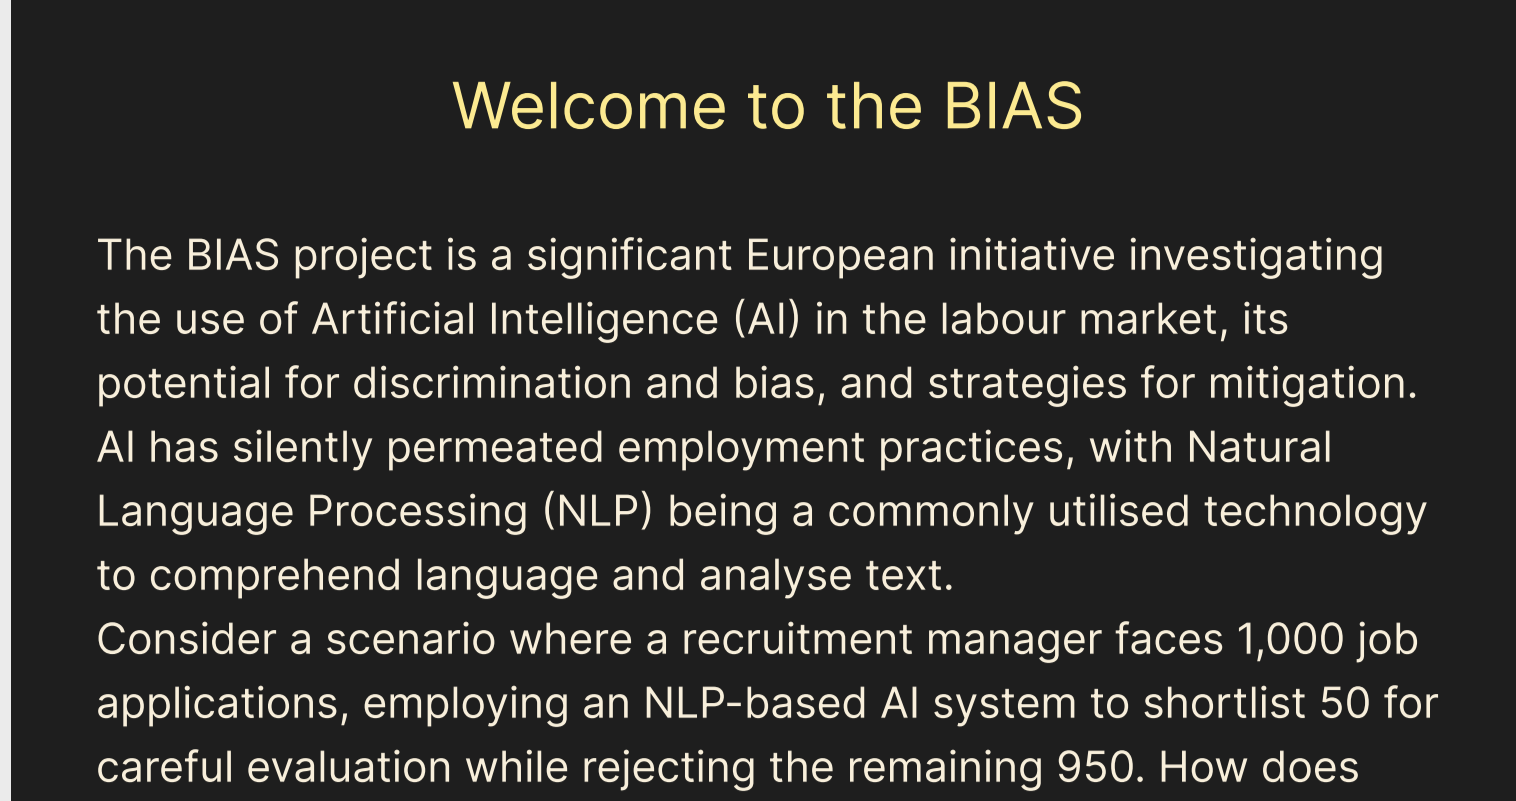 Welcome to the BIAS
The BIAS project is a significant European initiative investigating
the use of Artificial Intelligence (AI) in the labour market, its
potential for discrimination and bias, and strategies for mitigation.
AI has silently permeated employment practices, with Natural
Language Processing (NLP) being a commonly utilised technology
to comprehend language and analyse text.
Consider a scenario where a recruitment manager faces 1,000 job
applications, employing an NLP-based AI system to shortlist 50 for
careful evaluation while rejecting the remaining 950. How does